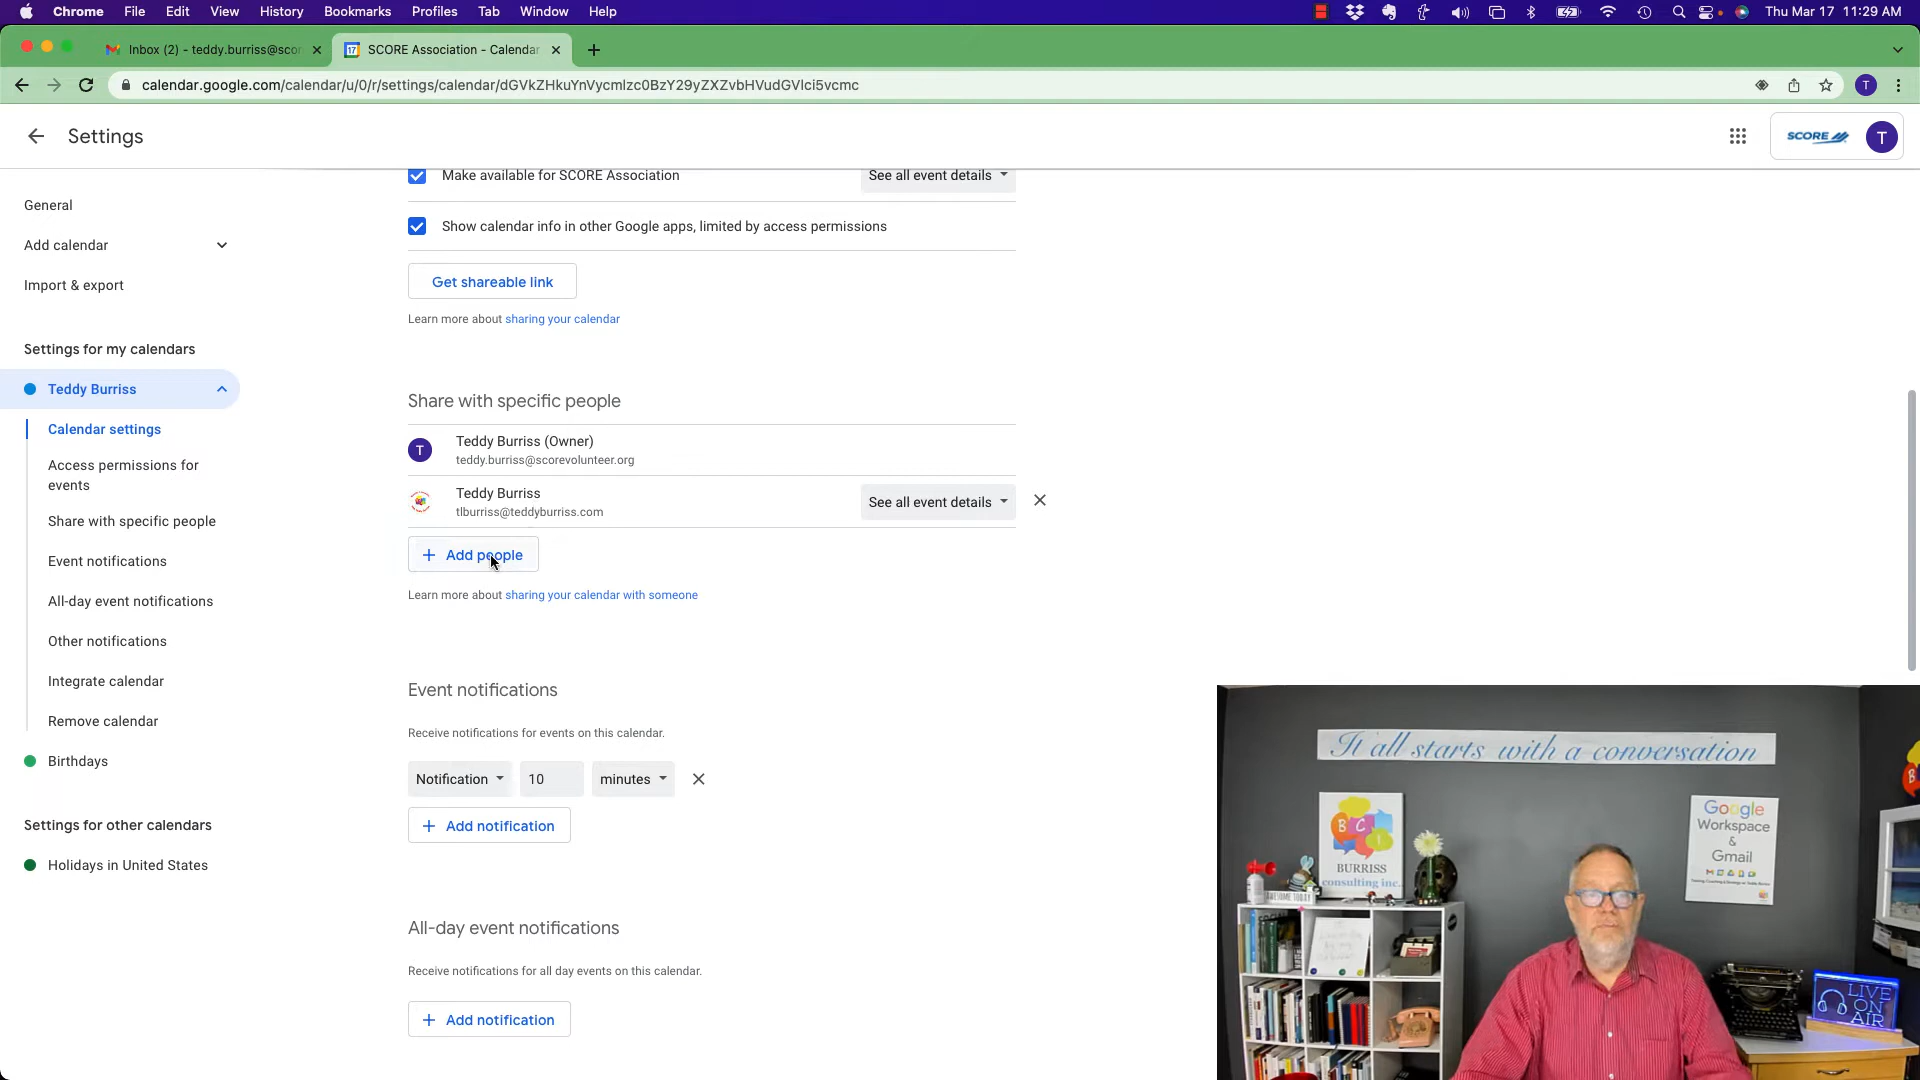 Chrome File Edit View History Bookmarks Profiles Tab Window Help Thu Mar 17 11:29 AM
Inbox (2) - teddy.burriss@scor
SCORE Association - Calendar
calendar.google.com/calendar/u/0/r/settings/calendar/dGVkZHkuYnVycmlzc0BzY29yZXZvbHVudGVlci5vcmc
T
Settings
SCORE
T
General
Add calendar
Import & export
Settings for my calendars
Teddy Burriss
Calendar settings
Access permissions for
events
Share with specific people
Event notifications
All-day event notifications
Other notifications
Integrate calendar
Remove calendar
Birthdays
Settings for other calendars
Holidays in United States
Make available for SCORE Association
See all event details
Show calendar info in other Google apps, limited by access permissions
Get shareable link
Learn more about sharing your calendar
Share with specific people
T
Teddy Burriss (Owner)
teddy.burriss@scorevolunteer.org
Teddy Burriss
tlburriss@teddyburriss.com
See all event details
+ Add people
Learn more about sharing your calendar with someone
Event notifications
Receive notifications for events on this calendar.
Notification 10 minutes
+ Add notification
All-day event notifications
Receive notifications for all day events on this calendar.
+ Add notification
It all starts with a conversation
B C I
BURRISS
consulting inc.
Google
Workspace
&
Gmail
AWESOME TODAY
LIVE
ON
AIR